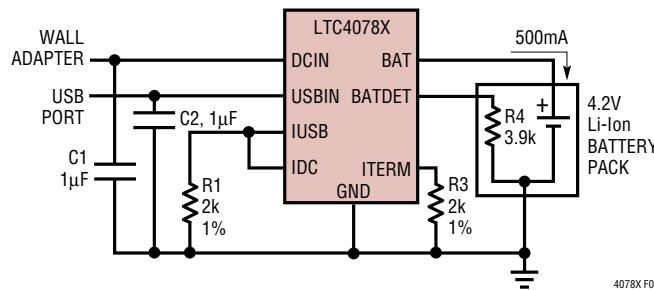 LTC4078X
WALL
ADAPTER
USB
PORT
DCIN
USBIN
IUSB
IDC
BAT
BATDET
ITERM
GND
C1
1μF
C2, 1μF
R1
2k
1%
R3
2k
1%
500mA
R4
3.9k
+
4.2V
Li-Ion
BATTERY
PACK
4078X F0